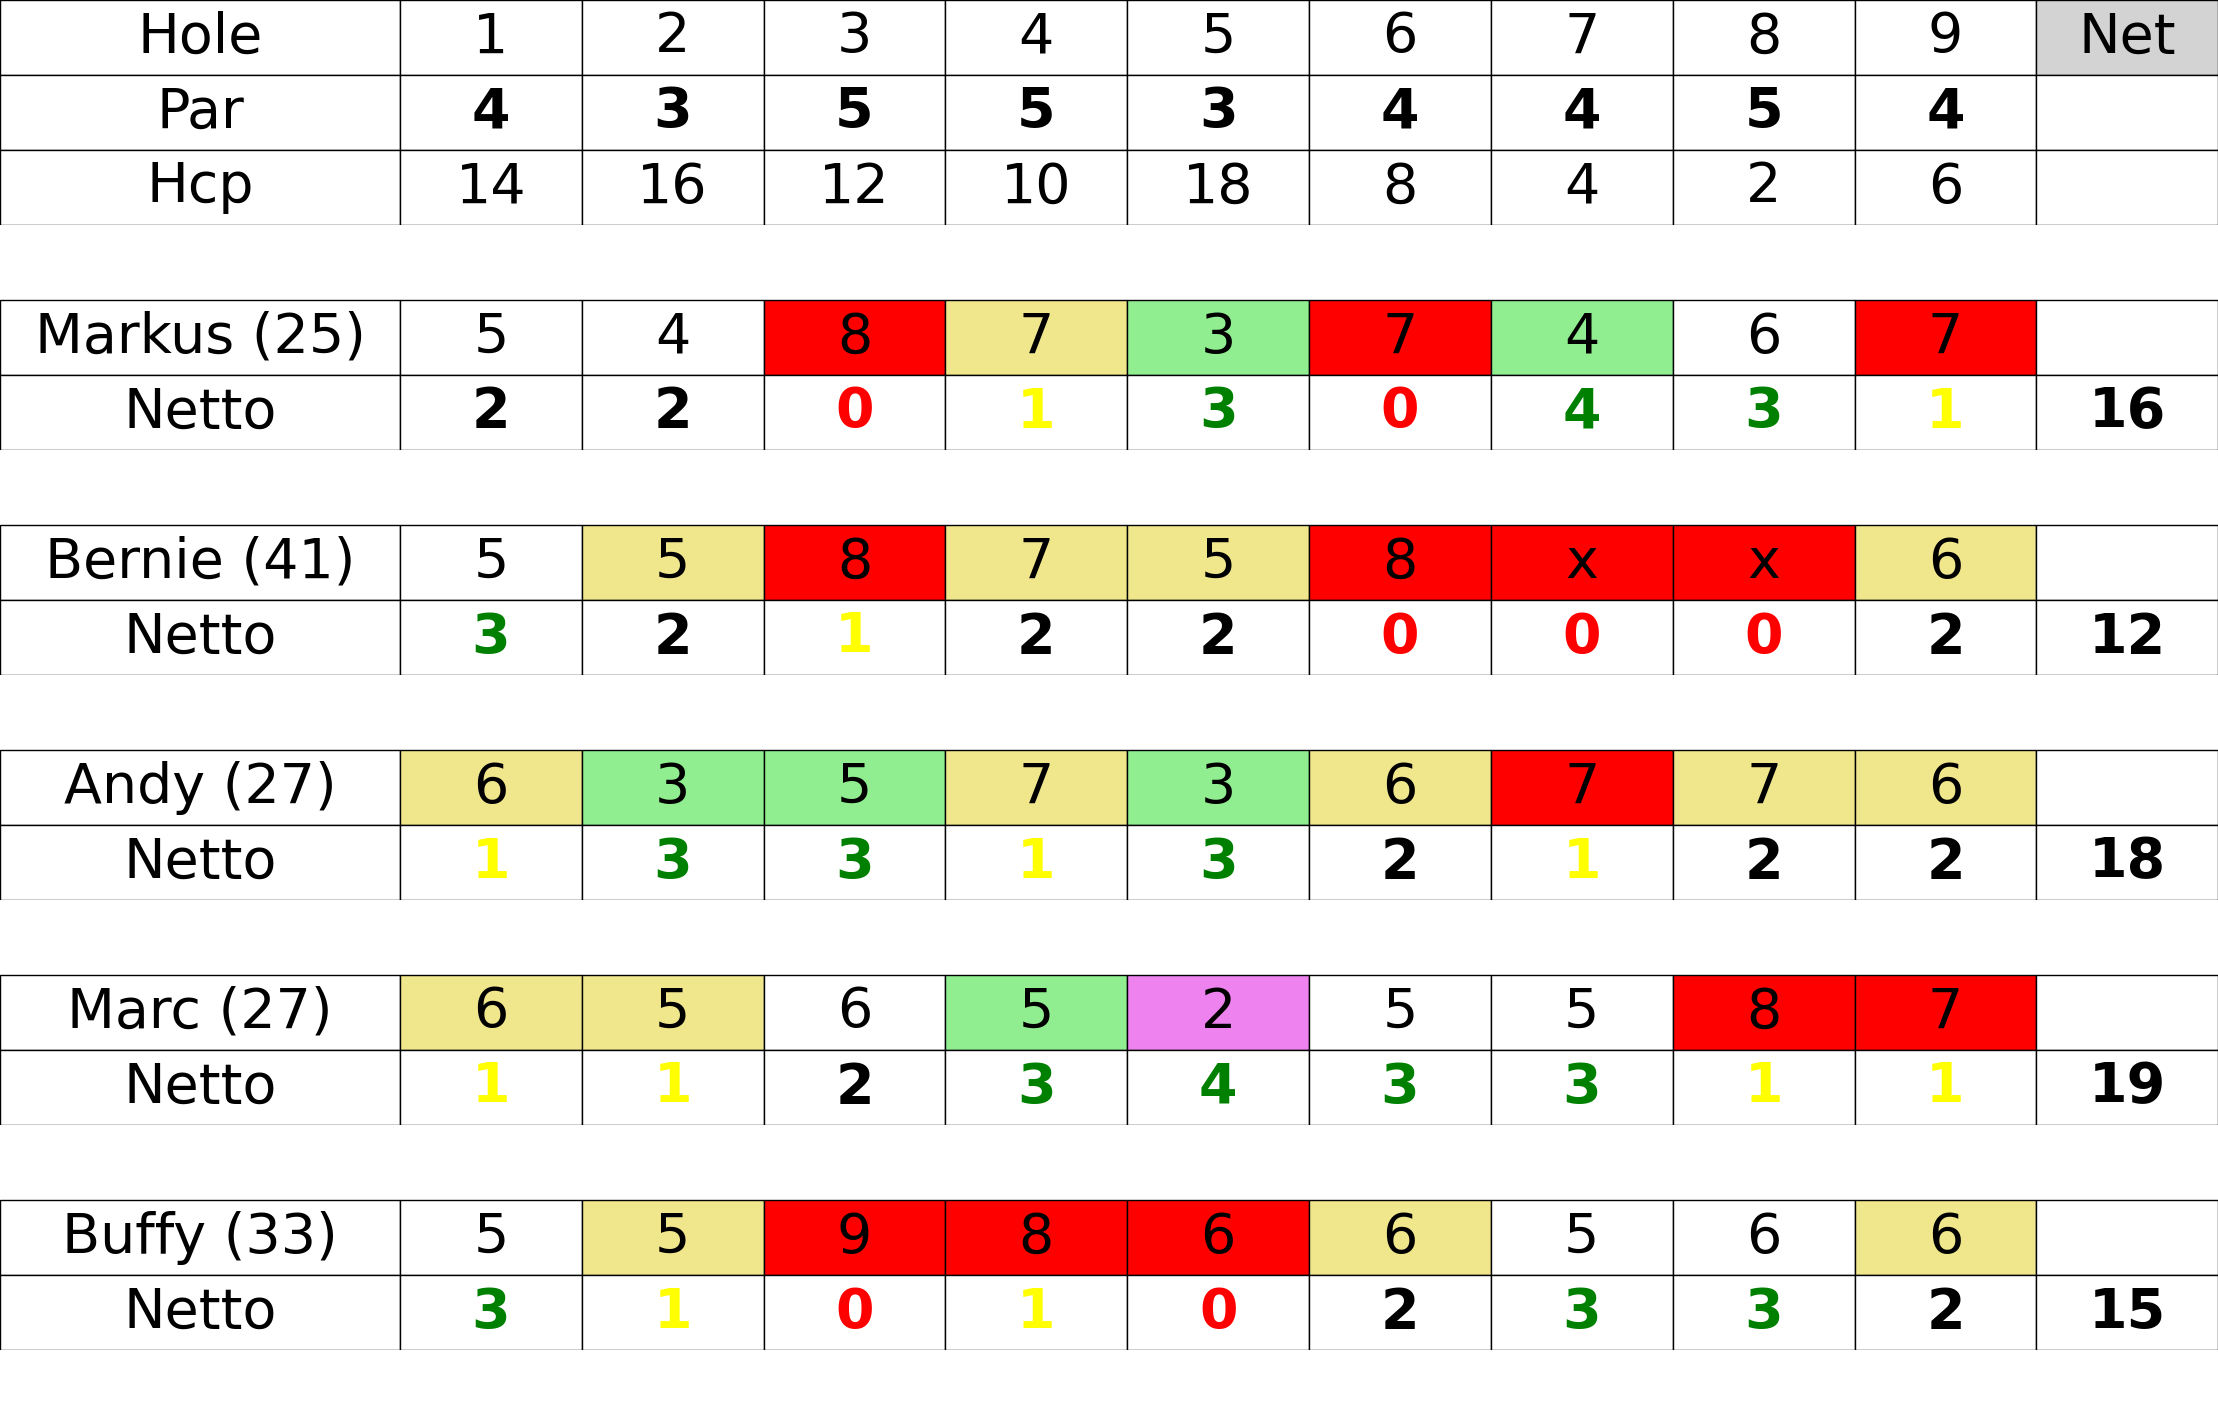 Hole 1 2 3 4 5 6 7 8 9 Net
Par 4 3 5 5 3 4 4 5 4
Hcp 14 16 12 10 18 8 4 2 6
Markus (25) 5 4 8 7 3 7 4 6 7
Netto 2 2 0 1 3 0 4 3 1 16
Bernie (41) 5 5 8 7 5 8 x x 6
Netto 3 2 1 2 2 0 0 0 2 12
Andy (27) 6 3 5 7 3 6 7 7 6
Netto 1 3 3 1 3 2 1 2 2 18
Marc (27) 6 5 6 5 2 5 5 8 7
Netto 1 1 2 3 4 3 3 1 1 19
Buffy (33) 5 5 9 8 6 6 5 6 6
Netto 3 1 0 1 0 2 3 3 2 15